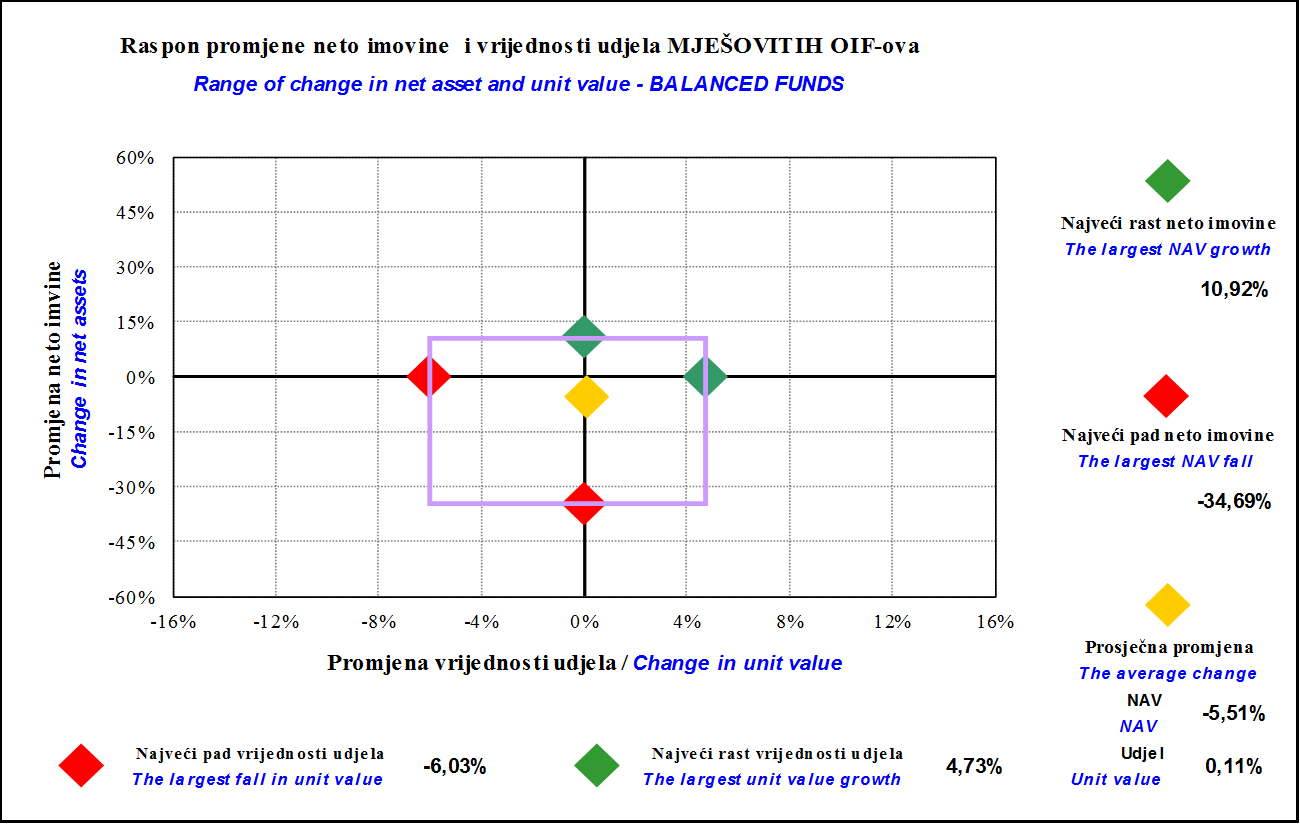 Raspon promjene neto imovine i vrijednosti udjela MJEŠOVITIH OIF-ova
Range of change in net asset and unit value - BALANCED FUNDS
60%
45%
30%
15%
0%
-15%
-30%
-45%
-60%
-16%
-12%
-8%
-4%
0%
4%
8%
12%
16%
Promjena neto imvine
Change in net assets
Promjena vrijednosti udjela / Change in unit value
Najveći rast neto imovine
The largest NAV growth
10,92%
Najveći pad neto imovine
The largest NAV fall
-34,69%
Prosječna promjena
The average change
NAV
NAV
-5,51%
Udjel
Unit value
0,11%
Najveći pad vrijednosti udjela
The largest fall in unit value
-6,03%
Najveći rast vrijednosti udjela
The largest unit value growth
4,73%